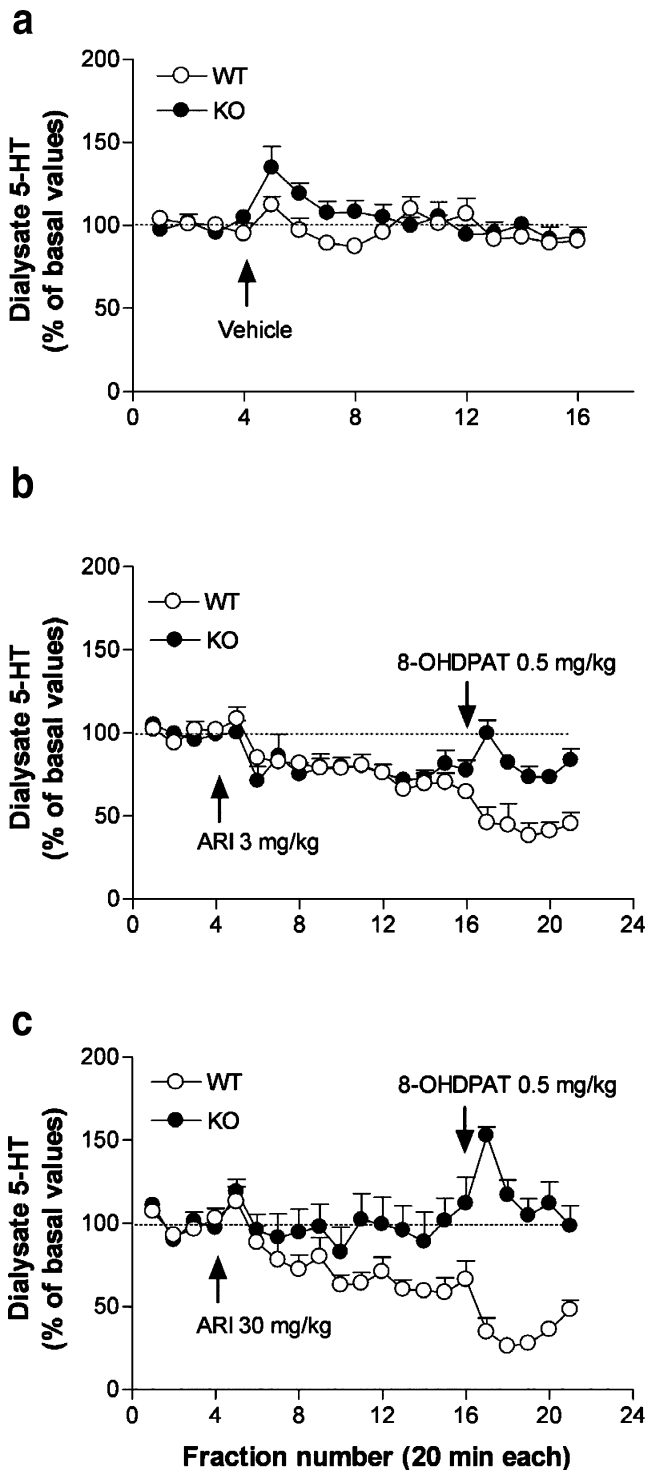 a
200
WT
KO
150
100
50
0
Dialysate 5-HT
(% of basal values)
Vehicle
0 4 8 12 16
b
200
WT
KO
150
8-OHDPAT 0.5 mg/kg
100
50
0
Dialysate 5-HT
(% of basal values)
ARI 3 mg/kg
0 4 8 12 16 20 24
c
200
WT
KO
8-OHDPAT 0.5 mg/kg
150
100
50
0
Dialysate 5-HT
(% of basal values)
ARI 30 mg/kg
0 4 8 12 16 20 24
Fraction number (20 min each)